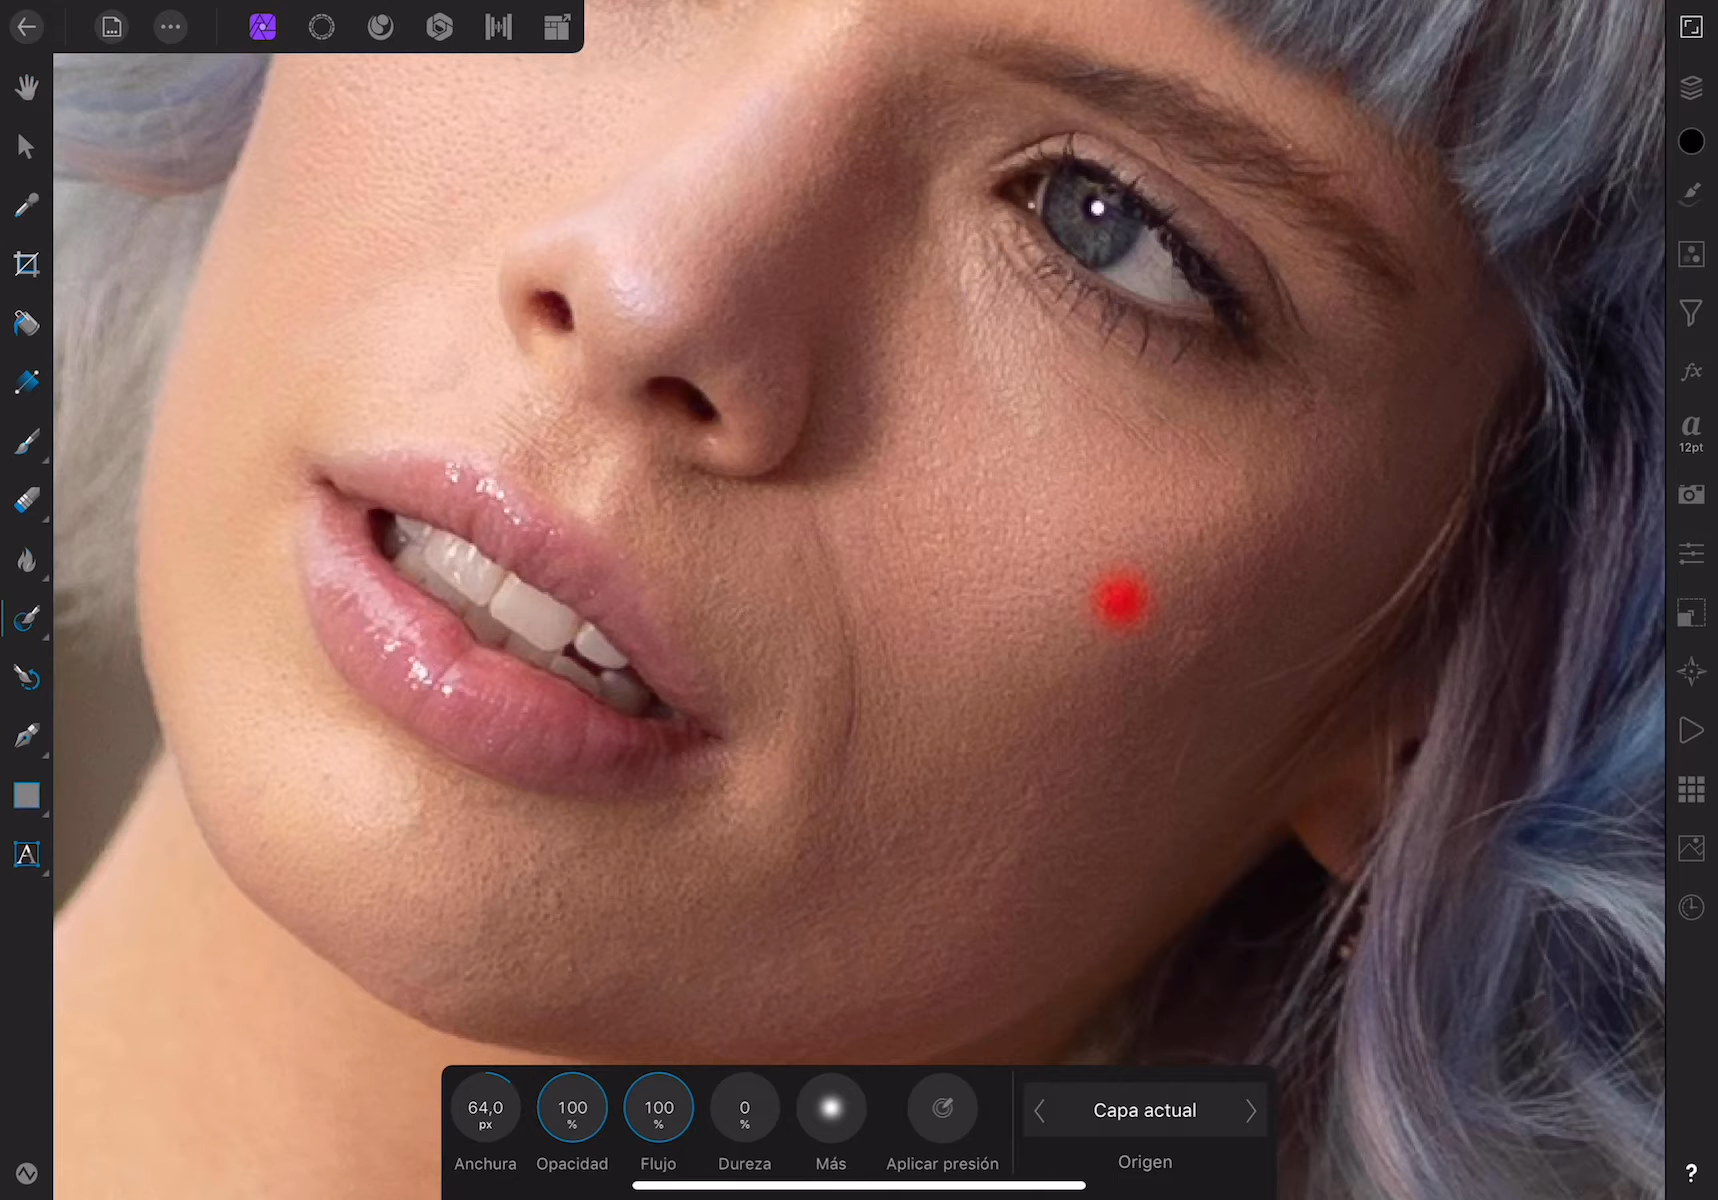 a
12pt
A
64,0
px
100
%
100
%
0
%
Anchura
Opacidad
Flujo
Dureza
Más
Aplicar presión
Capa actual
Origen
fx
?